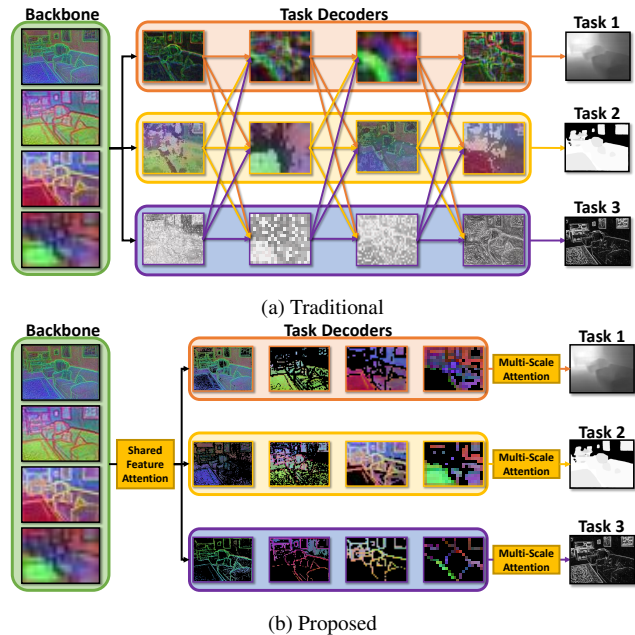 Backbone
Task Decoders
Task 1
Task 2
Task 3
(a) Traditional
Backbone
Task Decoders
Task 1
Multi-Scale
Attention
Shared
Feature
Attention
Task 2
Multi-Scale
Attention
Task 3
Multi-Scale
Attention
(b) Proposed